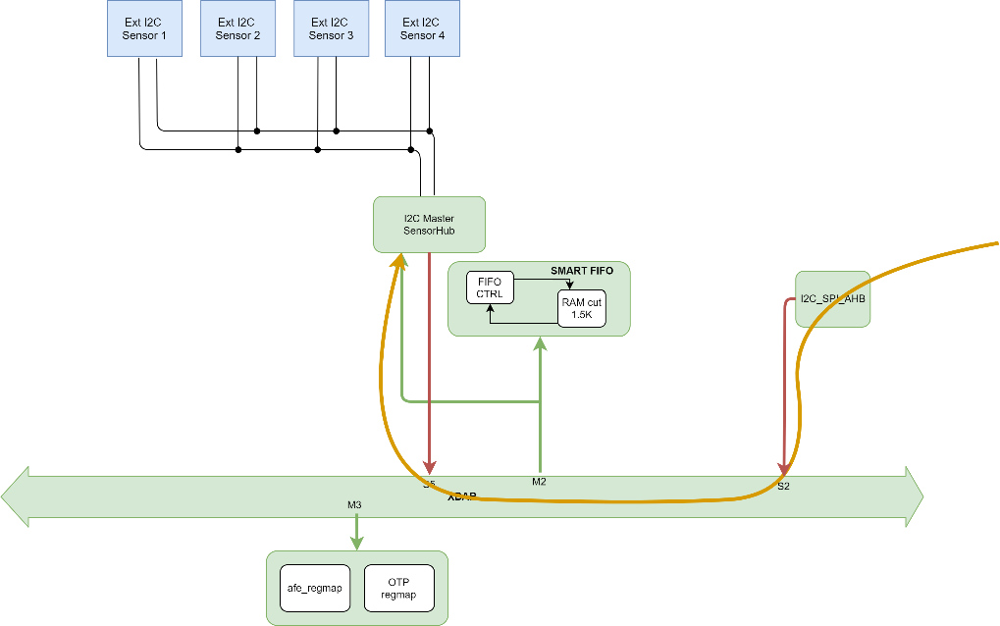 Ext I2C
Sensor 1
Ext I2C
Sensor 2
Ext I2C
Sensor 3
Ext I2C
Sensor 4
I2C Master
SensorHub
SMART FIFO
FIFO
CTRL
RAM cut
1.5K
I2C_SPI_AHB
S5
M2
S2
XBAR
M3
afe_regmap
OTP
regmap